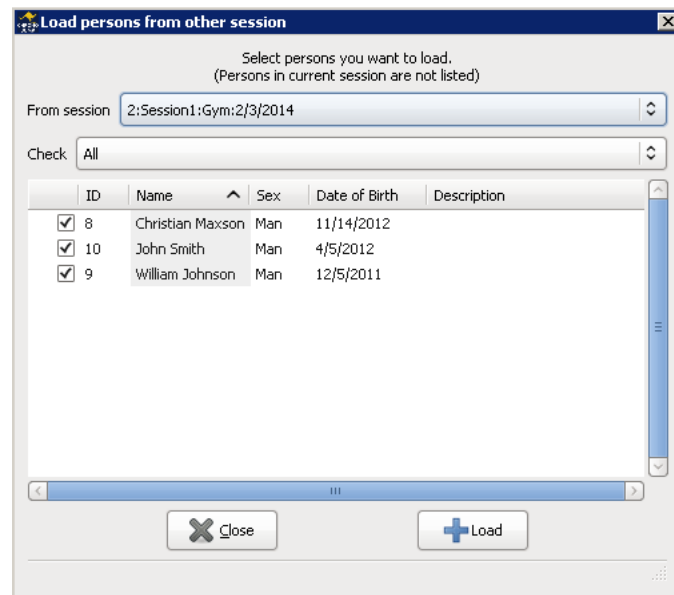 Load persons from other session
Select persons you want to load.
(Persons in current session are not listed)
From session 2:Session1:Gym:2/3/2014
Check All
ID Name Sex Date of Birth Description
8 Christian Maxson Man 11/14/2012
10 John Smith Man 4/5/2012
9 William Johnson Man 12/5/2011
Close Load